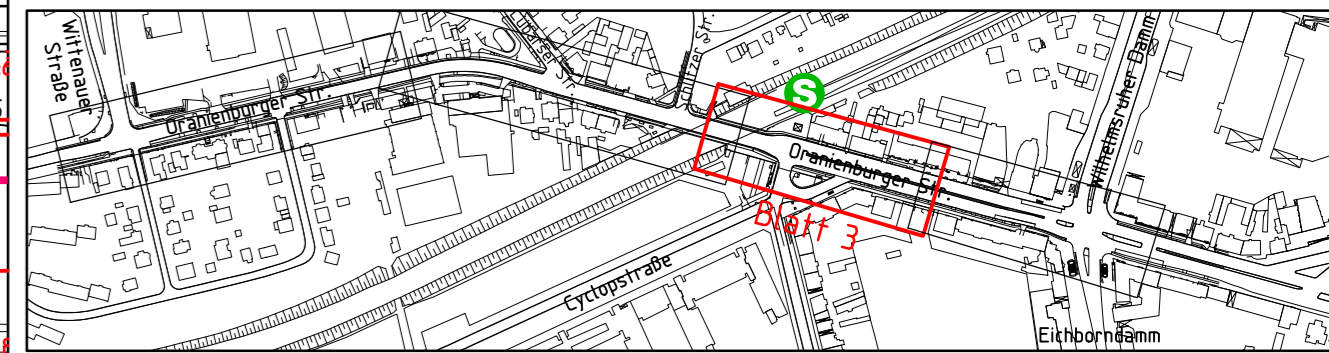 Wittenauer
Straße
Oranienburger Str.
S
Oranienburger Str.
Wilhelmsruher Damm
Blatt 3
Cyclopstraße
Eichborndamm